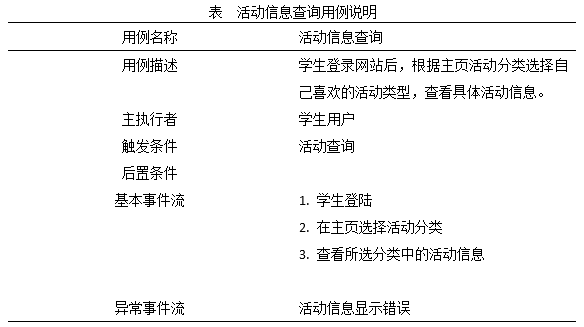 表 活动信息查询用例说明
用例名称 活动信息查询
用例描述 学生登录网站后，根据主页活动分类选择自
己喜欢的活动类型，查看具体活动信息。
主执行者 学生用户
触发条件 活动查询
后置条件
基本事件流 1. 学生登陆
2. 在主页选择活动分类
3. 查看所选分类中的活动信息
异常事件流 活动信息显示错误